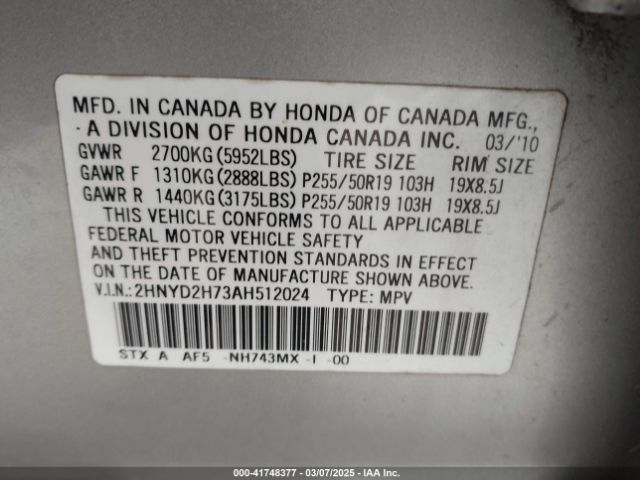 MFD. IN CANADA BY HONDA OF CANADA MFG.,
A DIVISION OF HONDA CANADA INC. 03/'10
GVWR 2700KG (5952LBS) TIRE SIZE RIM SIZE
GAWR F 1310KG (2888LBS) P255/50R19 103H 19X8.5J
GAWR R 1440KG (3175LBS) P255/50R19 103H 19X8.5J
THIS VEHICLE CONFORMS TO ALL APPLICABLE
FEDERAL MOTOR VEHICLE SAFETY
AND THEFT PREVENTION STANDARDS IN EFFECT
ON THE DATE OF MANUFACTURE SHOWN ABOVE.
V.I.N.: 2HNYD2H73AH512024 TYPE: MPV
STX A AF5 -NH743MX -I -00
000-41748377 — 03/07/2025 — IAA Inc.